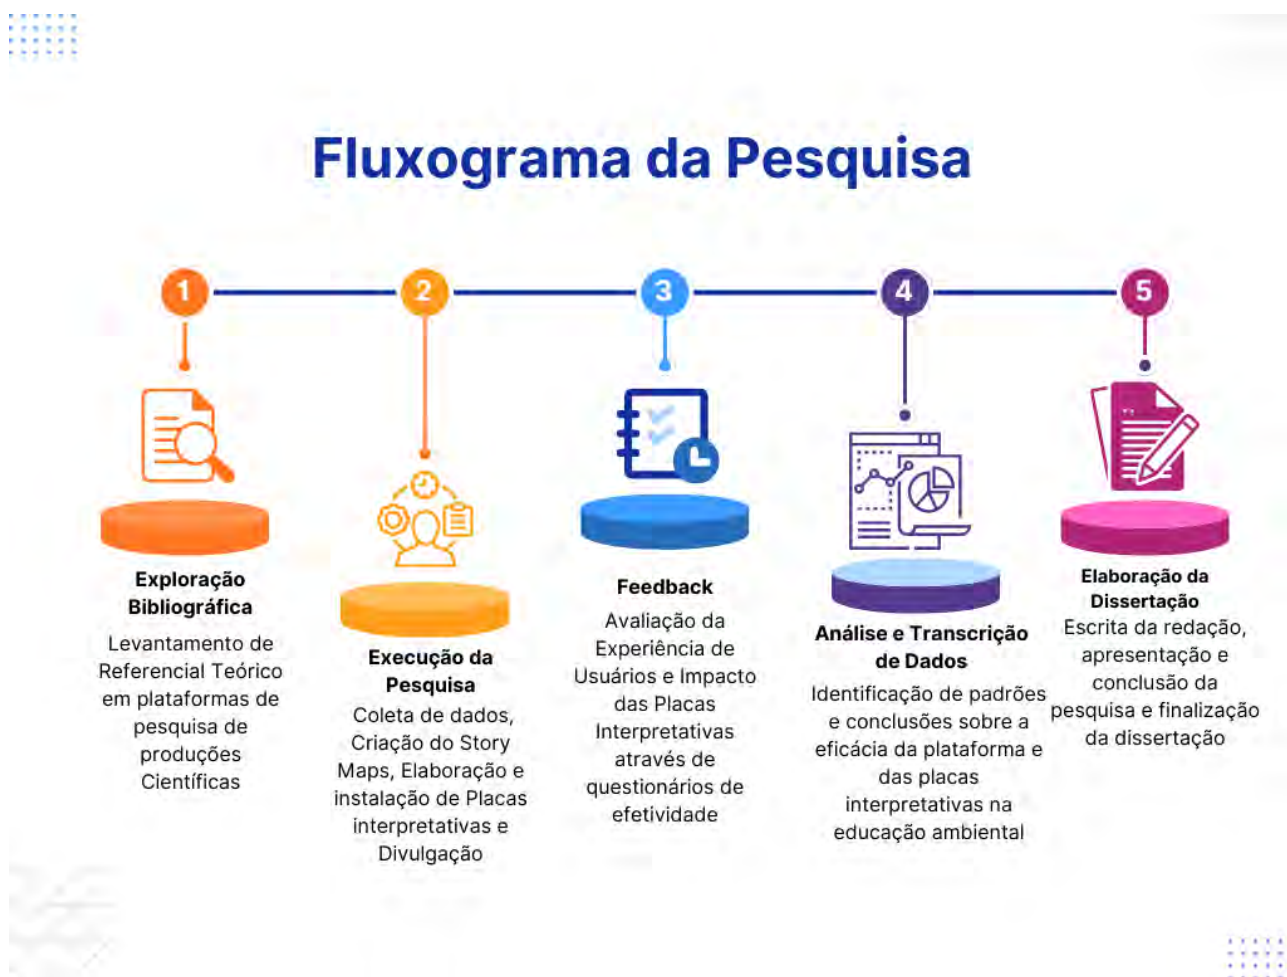 Fluxograma da Pesquisa
1
2
3
4
5
Exploração
Bibliográfica
Levantamento de
Referencial Teórico
em plataformas de
pesquisa de
produções
Científicas
Execução da
Pesquisa
Coleta de dados,
Criação do Story
Maps, Elaboração e
instalação de Placas
interpretativas e
Divulgação
Feedback
Avaliação da
Experiência de
Usuários e Impacto
das Placas
Interpretativas
através de
questionários de
efetividade
Análise e Transcrição
de Dados
Identificação de padrões
e conclusões sobre a
eficácia da plataforma e
das placas
interpretativas na
educação ambiental
Elaboração da
Dissertação
Escrita da redação,
apresentação e
conclusão da
pesquisa e finalização
da dissertação